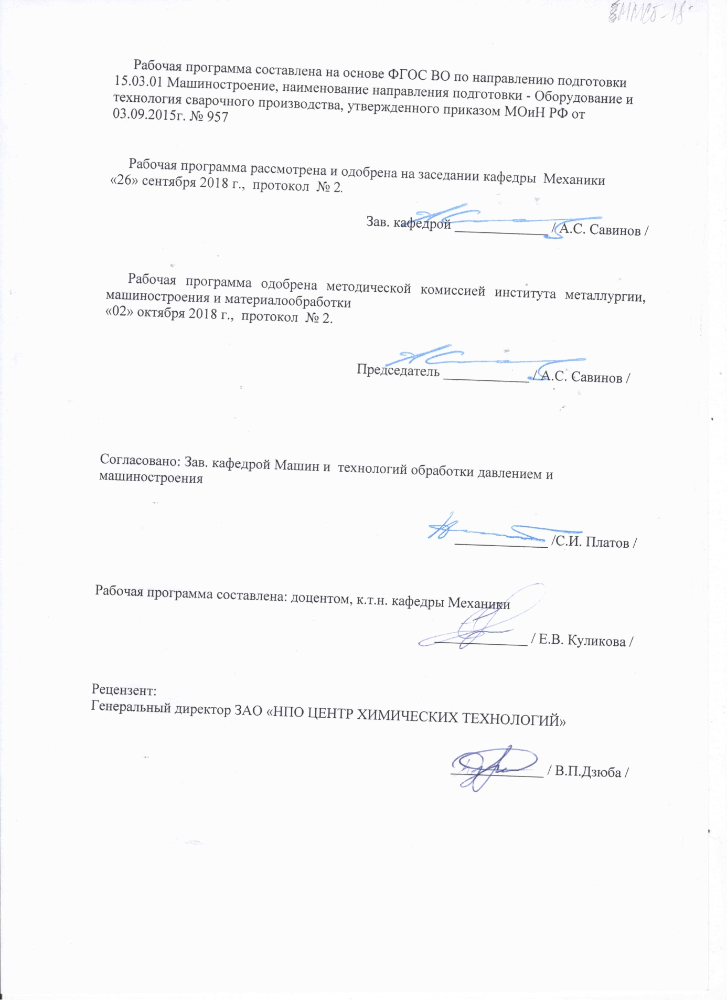 ММСб-18
Рабочая программа составлена на основе ФГОС ВО по направлению подготовки
15.03.01 Машиностроение, наименование направления подготовки - Оборудование и
технология сварочного производства, утвержденного приказом МОиН РФ от
03.09.2015г. № 957
Рабочая программа рассмотрена и одобрена на заседании кафедры Механики
«26» сентября 2018 г., протокол № 2.
Зав. кафедрой _____________ / А.С. Савинов /
Рабочая программа одобрена методической комиссией института металлургии,
машиностроения и материалообработки
«02» октября 2018 г., протокол № 2.
Председатель ____________ / А.С. Савинов /
Согласовано: Зав. кафедрой Машин и технологий обработки давлением и
машиностроения
_____________ /С.И. Платов /
Рабочая программа составлена: доцентом, к.т.н. кафедры Механики
_____________ / Е.В. Куликова /
Рецензент:
Генеральный директор ЗАО «НПО ЦЕНТР ХИМИЧЕСКИХ ТЕХНОЛОГИЙ»
_____________ / В.П.Дзюба /